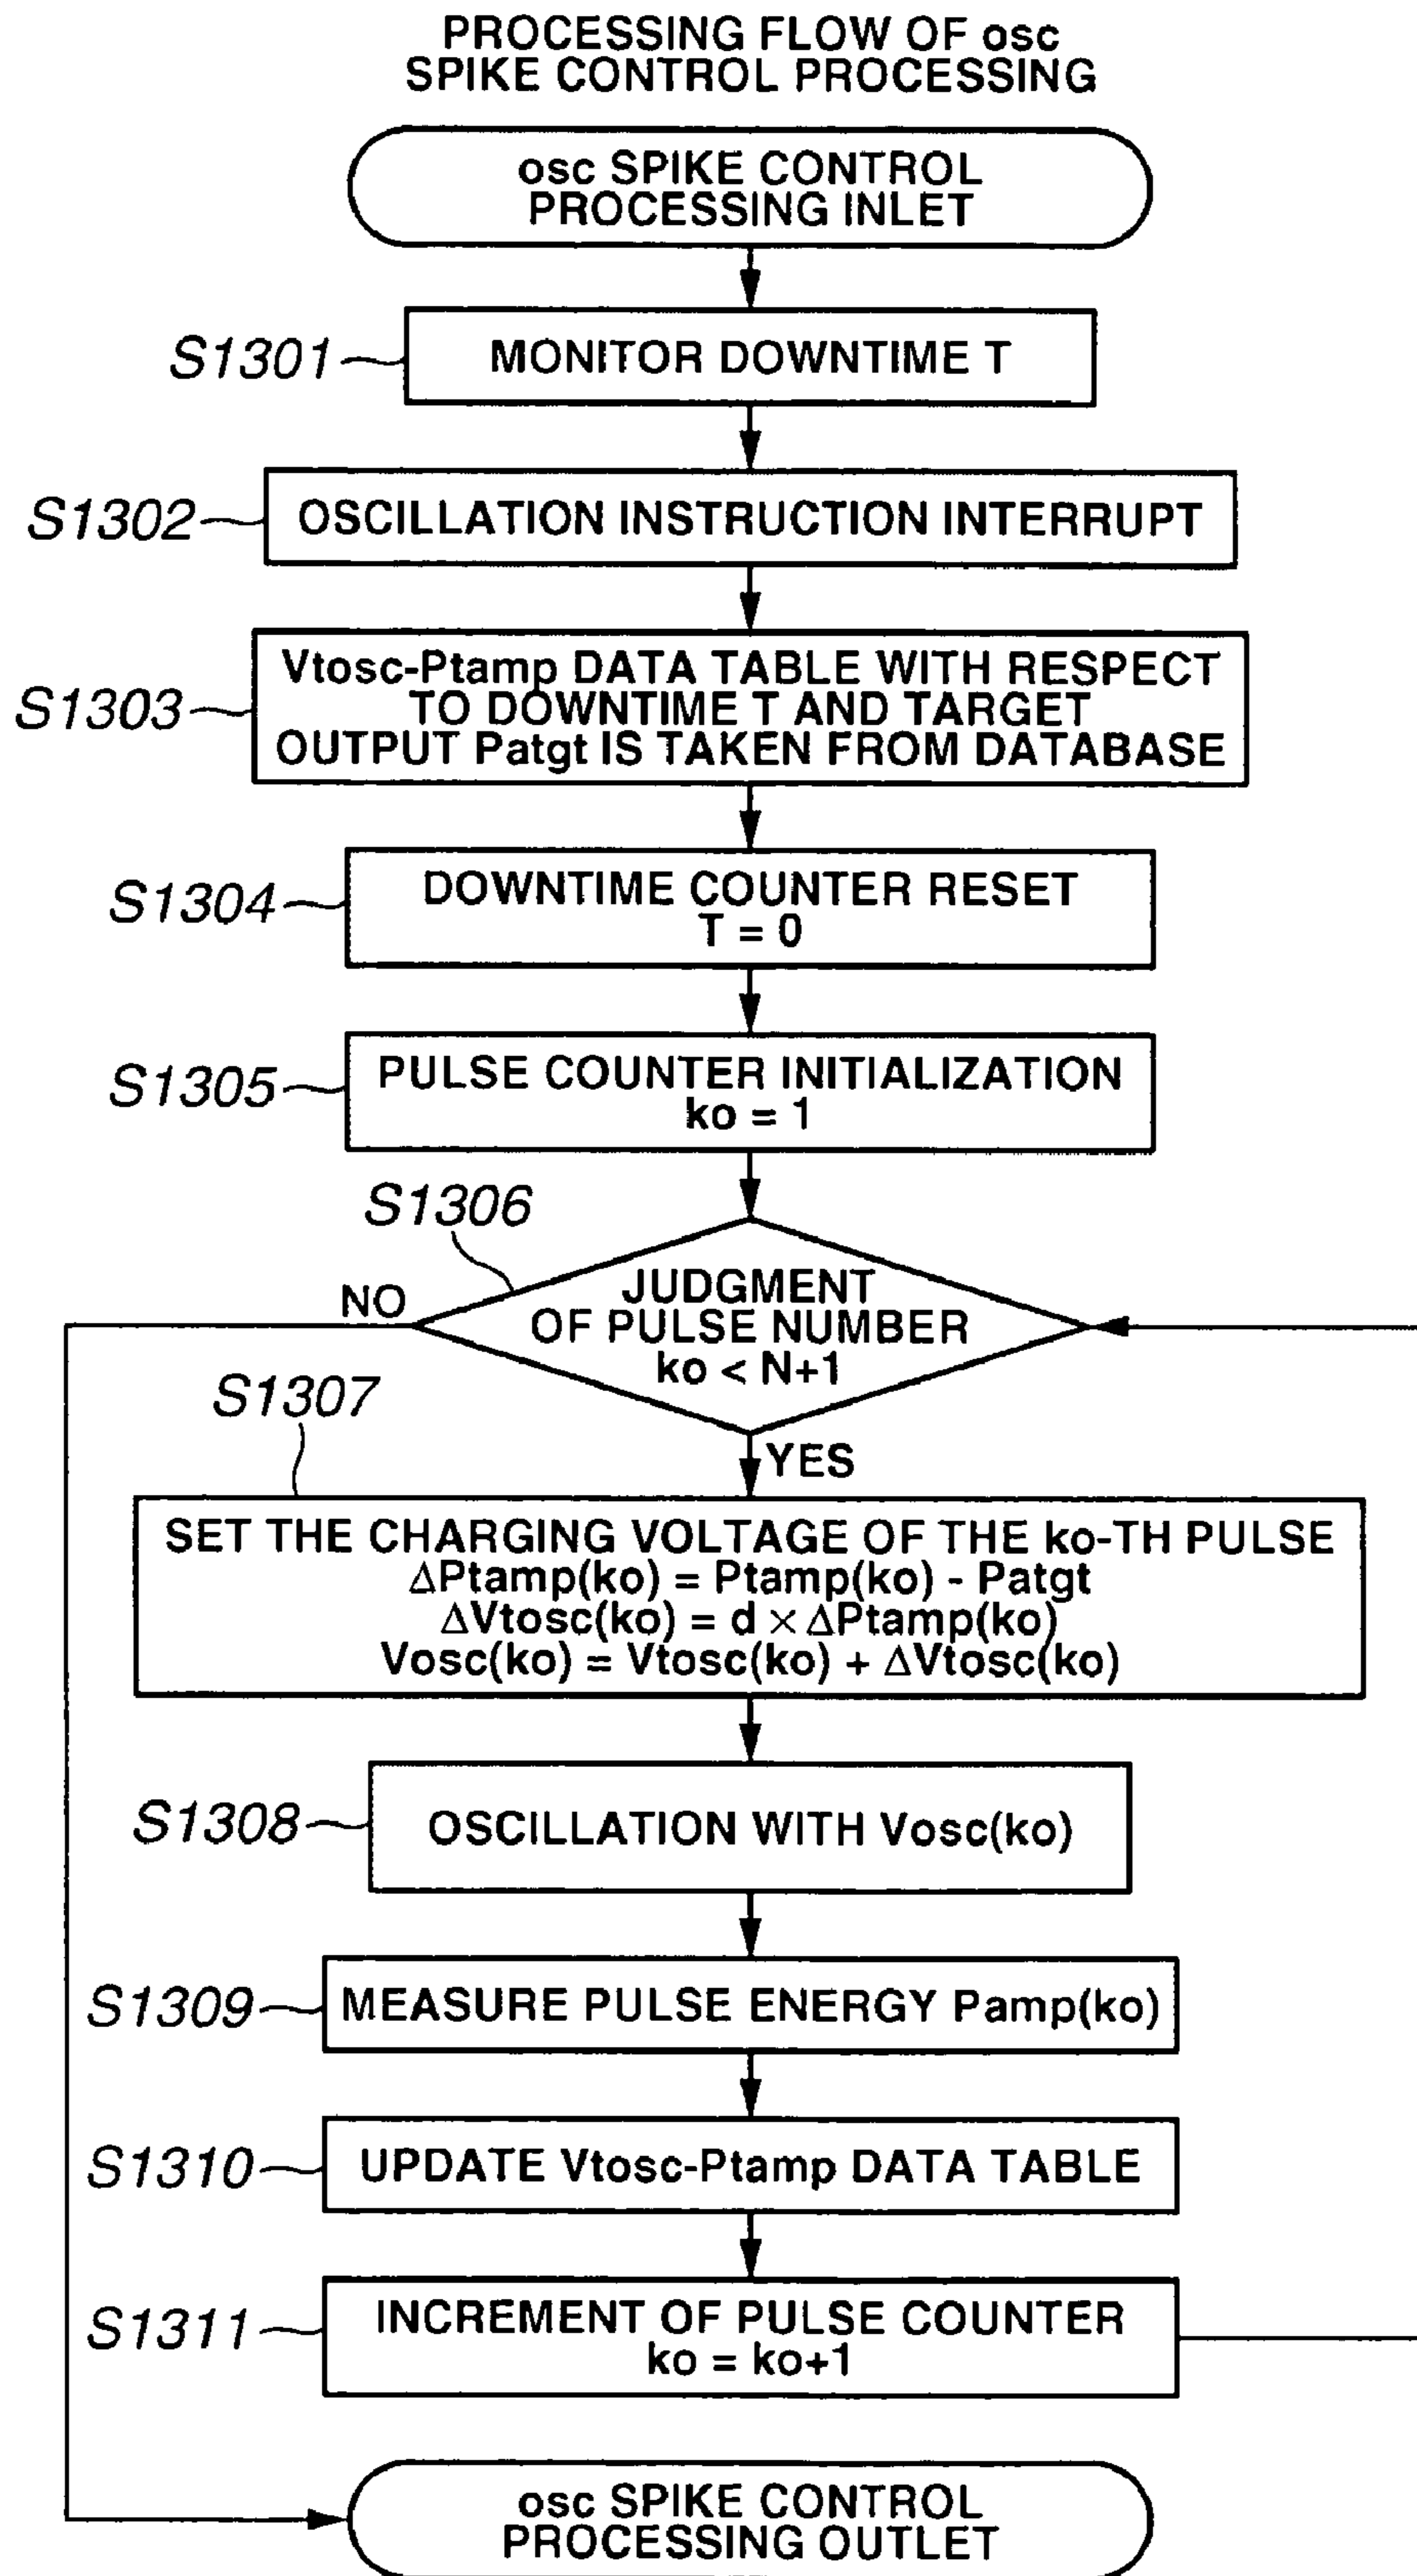 PROCESSING FLOW OF osc
SPIKE CONTROL PROCESSING
osc SPIKE CONTROL
PROCESSING INLET
S1301
MONITOR DOWNTIME T
S1302
OSCILLATION INSTRUCTION INTERRUPT
S1303
Vtosc-Ptamp DATA TABLE WITH RESPECT
TO DOWNTIME T AND TARGET
OUTPUT Patgt IS TAKEN FROM DATABASE
S1304
DOWNTIME COUNTER RESET
T = 0
S1305
PULSE COUNTER INITIALIZATION
ko = 1
S1306
JUDGMENT
OF PULSE NUMBER
ko < N+1
NO
YES
S1307
SET THE CHARGING VOLTAGE OF THE ko-TH PULSE
ΔPtamp(ko) = Ptamp(ko) - Patgt
ΔVtosc(ko) = d × ΔPtamp(ko)
Vosc(ko) = Vtosc(ko) + ΔVtosc(ko)
S1308
OSCILLATION WITH Vosc(ko)
S1309
MEASURE PULSE ENERGY Pamp(ko)
S1310
UPDATE Vtosc-Ptamp DATA TABLE
S1311
INCREMENT OF PULSE COUNTER
ko = ko+1
osc SPIKE CONTROL
PROCESSING OUTLET